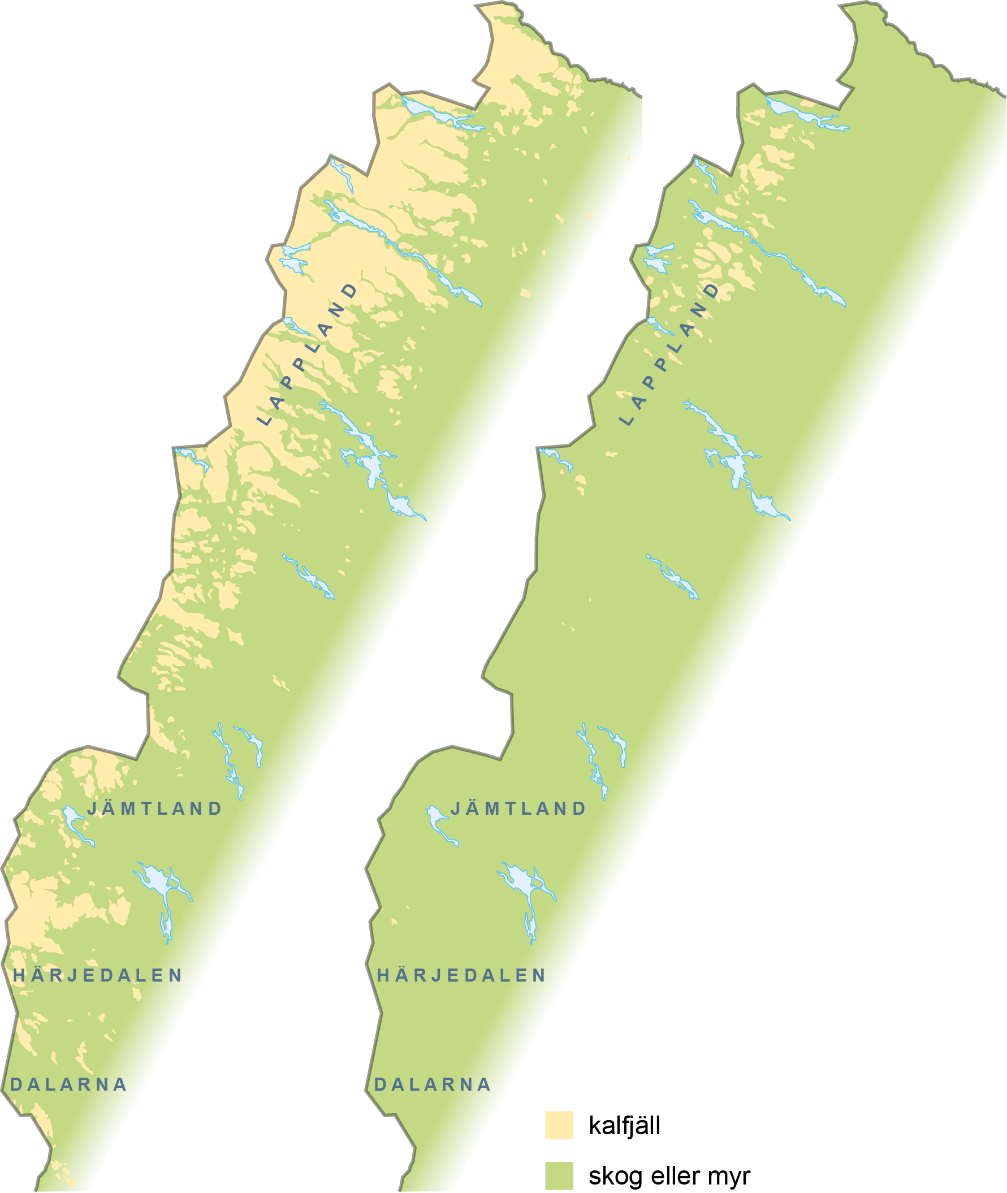 LAPPLAND
JÄMTLAND
HÄRJEDALEN
DALARNA
LAPPLAND
JÄMTLAND
HÄRJEDALEN
DALARNA
kalfjäll
skog eller myr